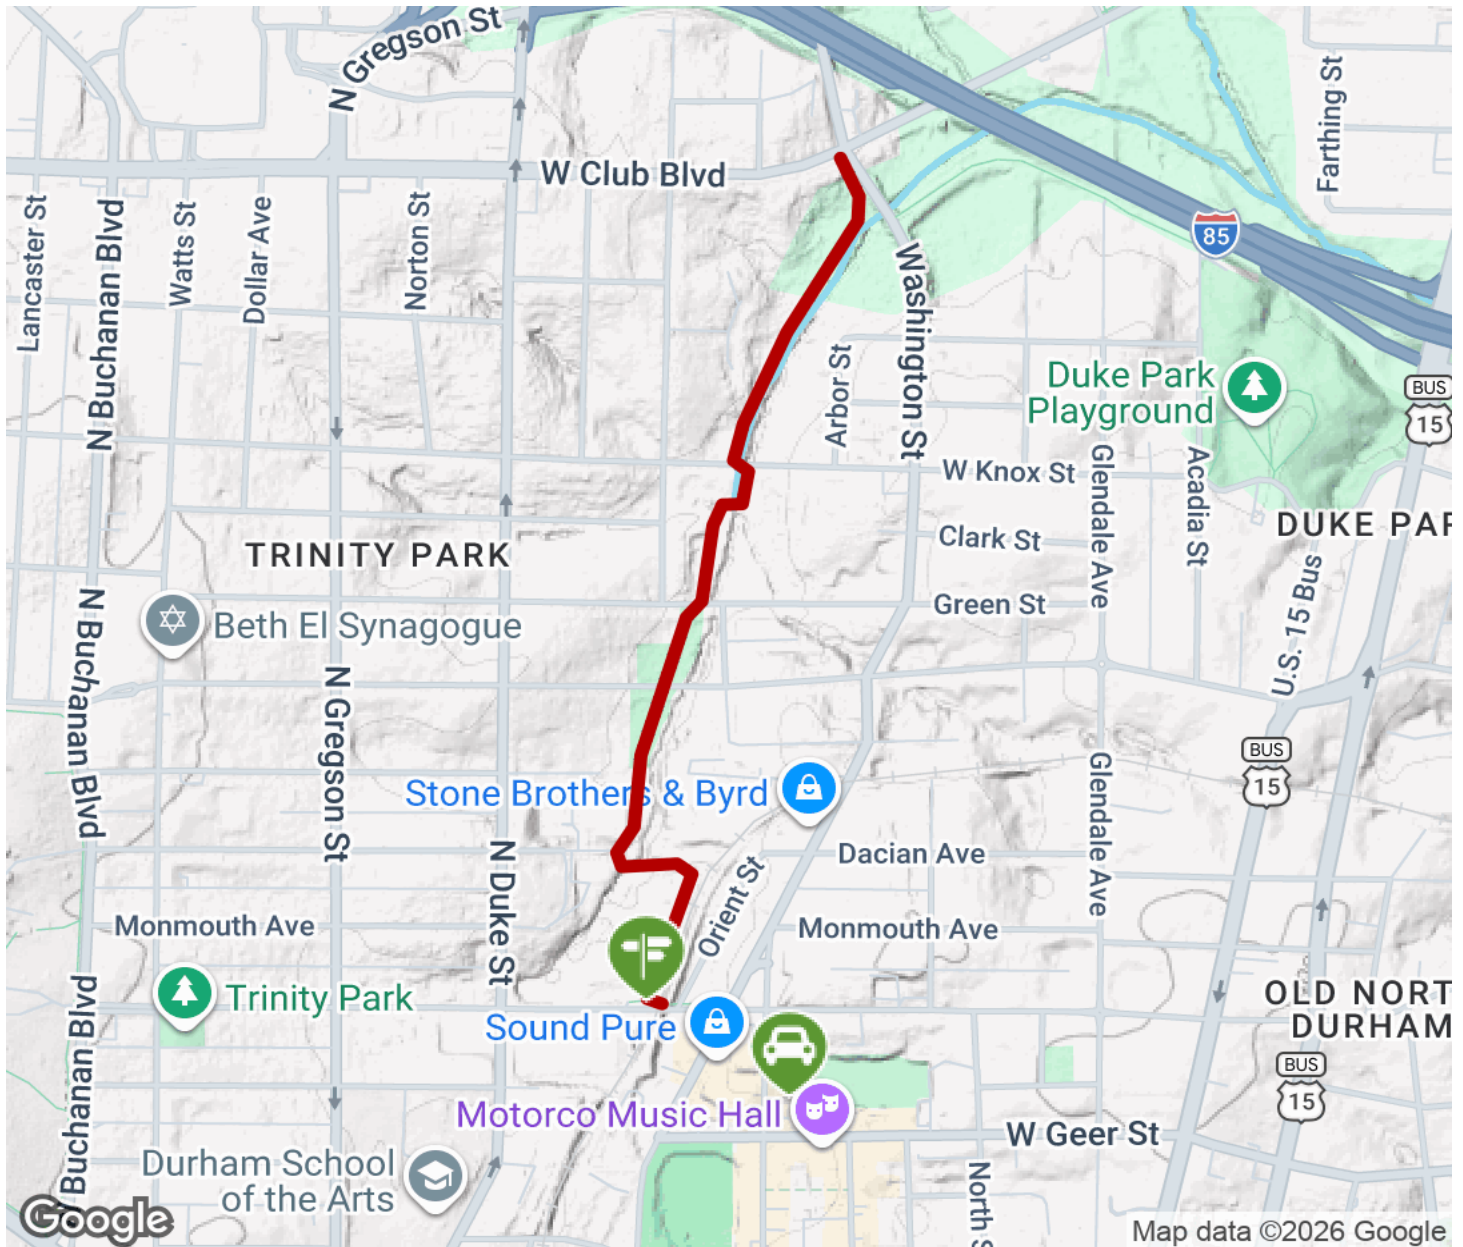 N Gregson St
W Club Blvd
Farthing St
Lancaster St
N Buchanan Blvd
Watts St
Dollar Ave
Norton St
85
Washington St
Arbor St
Duke Park
Playground
BUS
15
W Knox St
Glendale Ave
Acadia St
Clark St
DUKE PAR
TRINITY PARK
U.S. 15 Bus
Green St
Beth El Synagogue
N Buchanan Blvd
N Gregson St
BUS
15
Stone Brothers & Byrd
Glendale Ave
N Duke St
Dacian Ave
Orient St
Monmouth Ave
Monmouth Ave
Trinity Park
OLD NORT
DURHAM
Sound Pure
N Buchanan Blvd
BUS
15
Motorco Music Hall
W Geer St
Durham School
of the Arts
North S
Google
Map data ©2026 Google